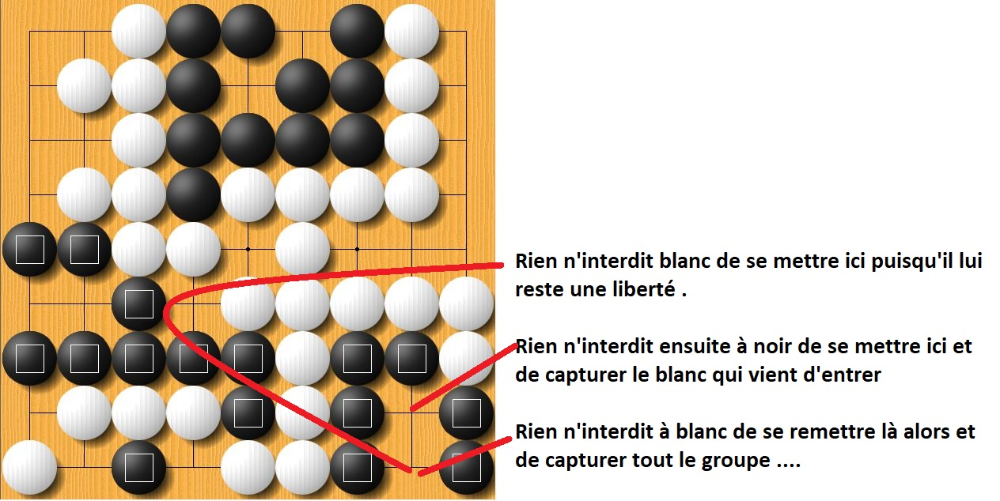 Rien n'interdit blanc de se mettre ici puisqu'il lui
reste une liberté .
Rien n'interdit ensuite à noir de se mettre ici et
de capturer le blanc qui vient d'entrer
Rien n'interdit à blanc de se remettre là alors et
de capturer tout le groupe ....